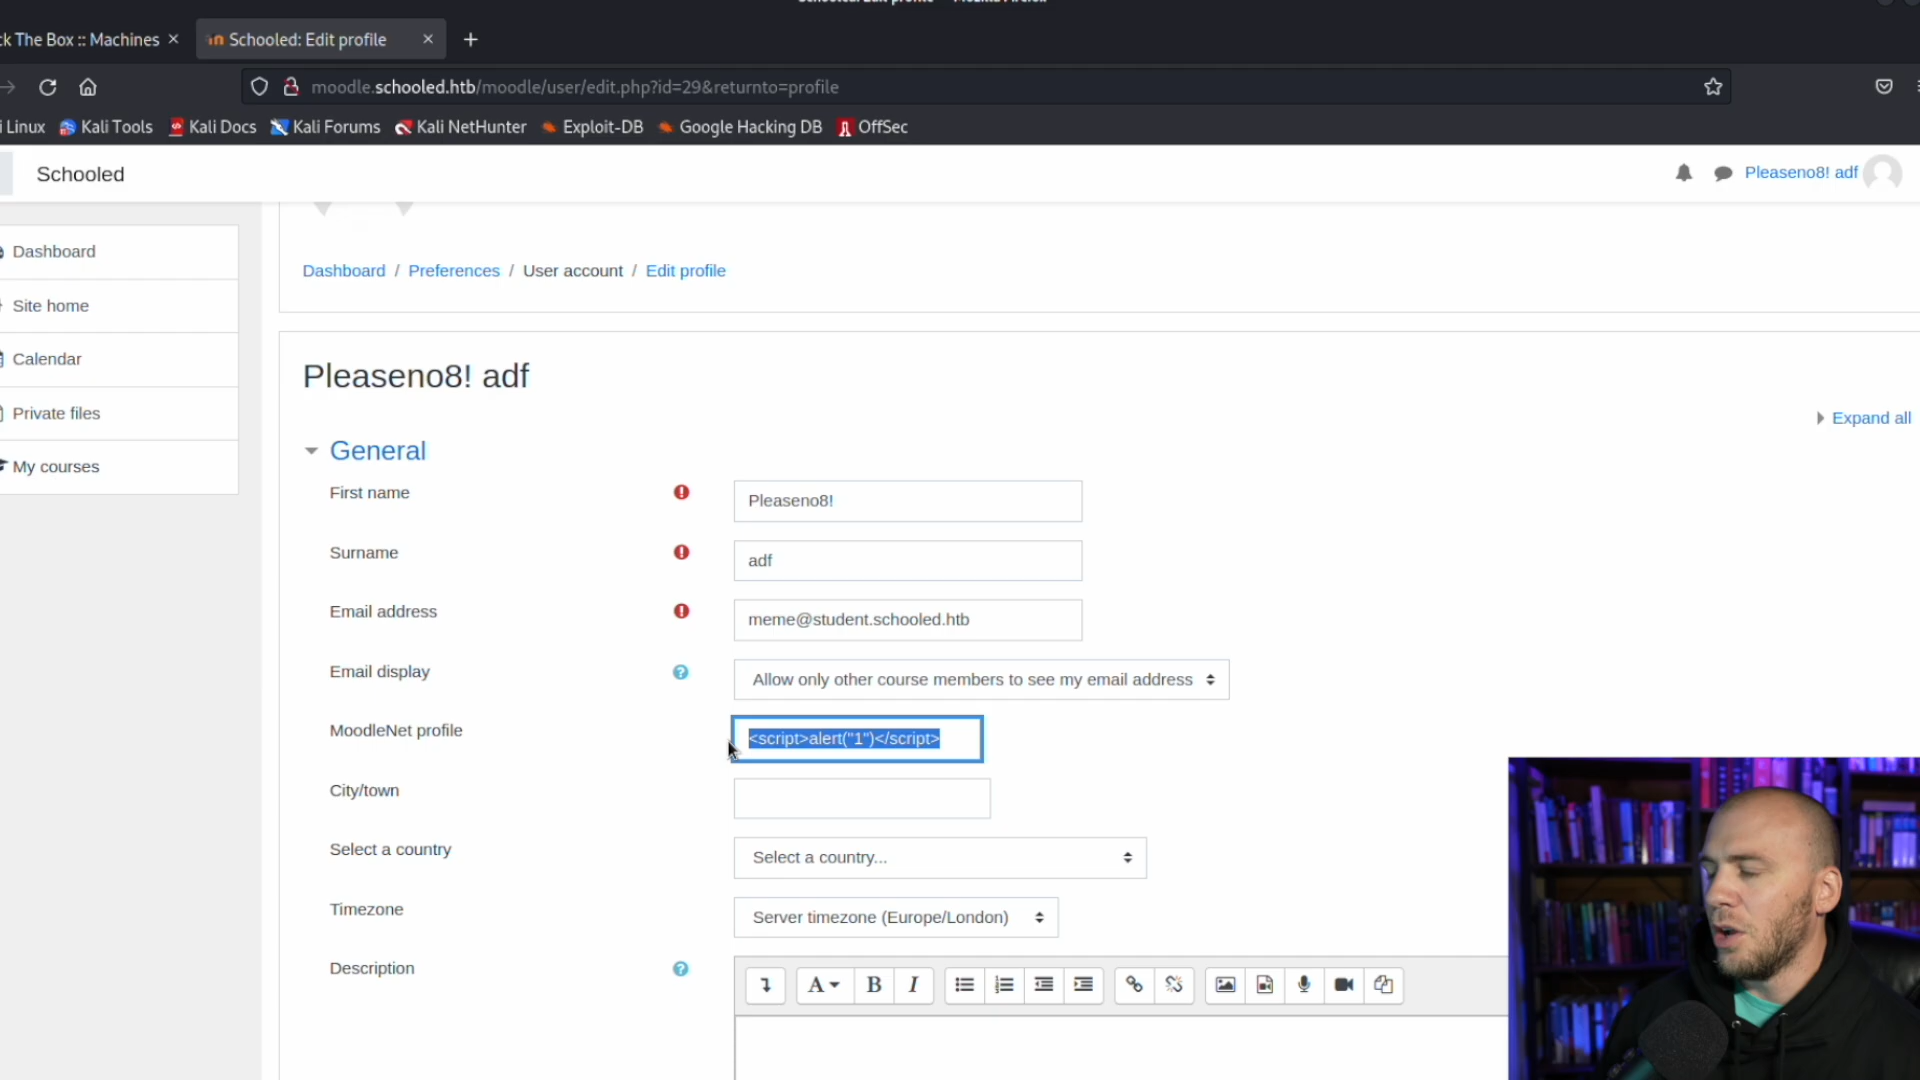 ck The Box :: Machines
Schooled: Edit profile
moodle.schooled.htb/moodle/user/edit.php?id=29&returnto=profile
i Linux
Kali Tools
Kali Docs
Kali Forums
Kali NetHunter
Exploit-DB
Google Hacking DB
OffSec
Schooled
Pleaseno8! adf
Dashboard
Site home
Calendar
Private files
My courses
Dashboard / Preferences / User account / Edit profile
Pleaseno8! adf
Expand all
General
First name
Pleaseno8!
Surname
adf
Email address
meme@student.schooled.htb
Email display
Allow only other course members to see my email address
MoodleNet profile
<script>alert("1")</script>
City/town
Select a country
Select a country...
Timezone
Server timezone (Europe/London)
Description
A B I